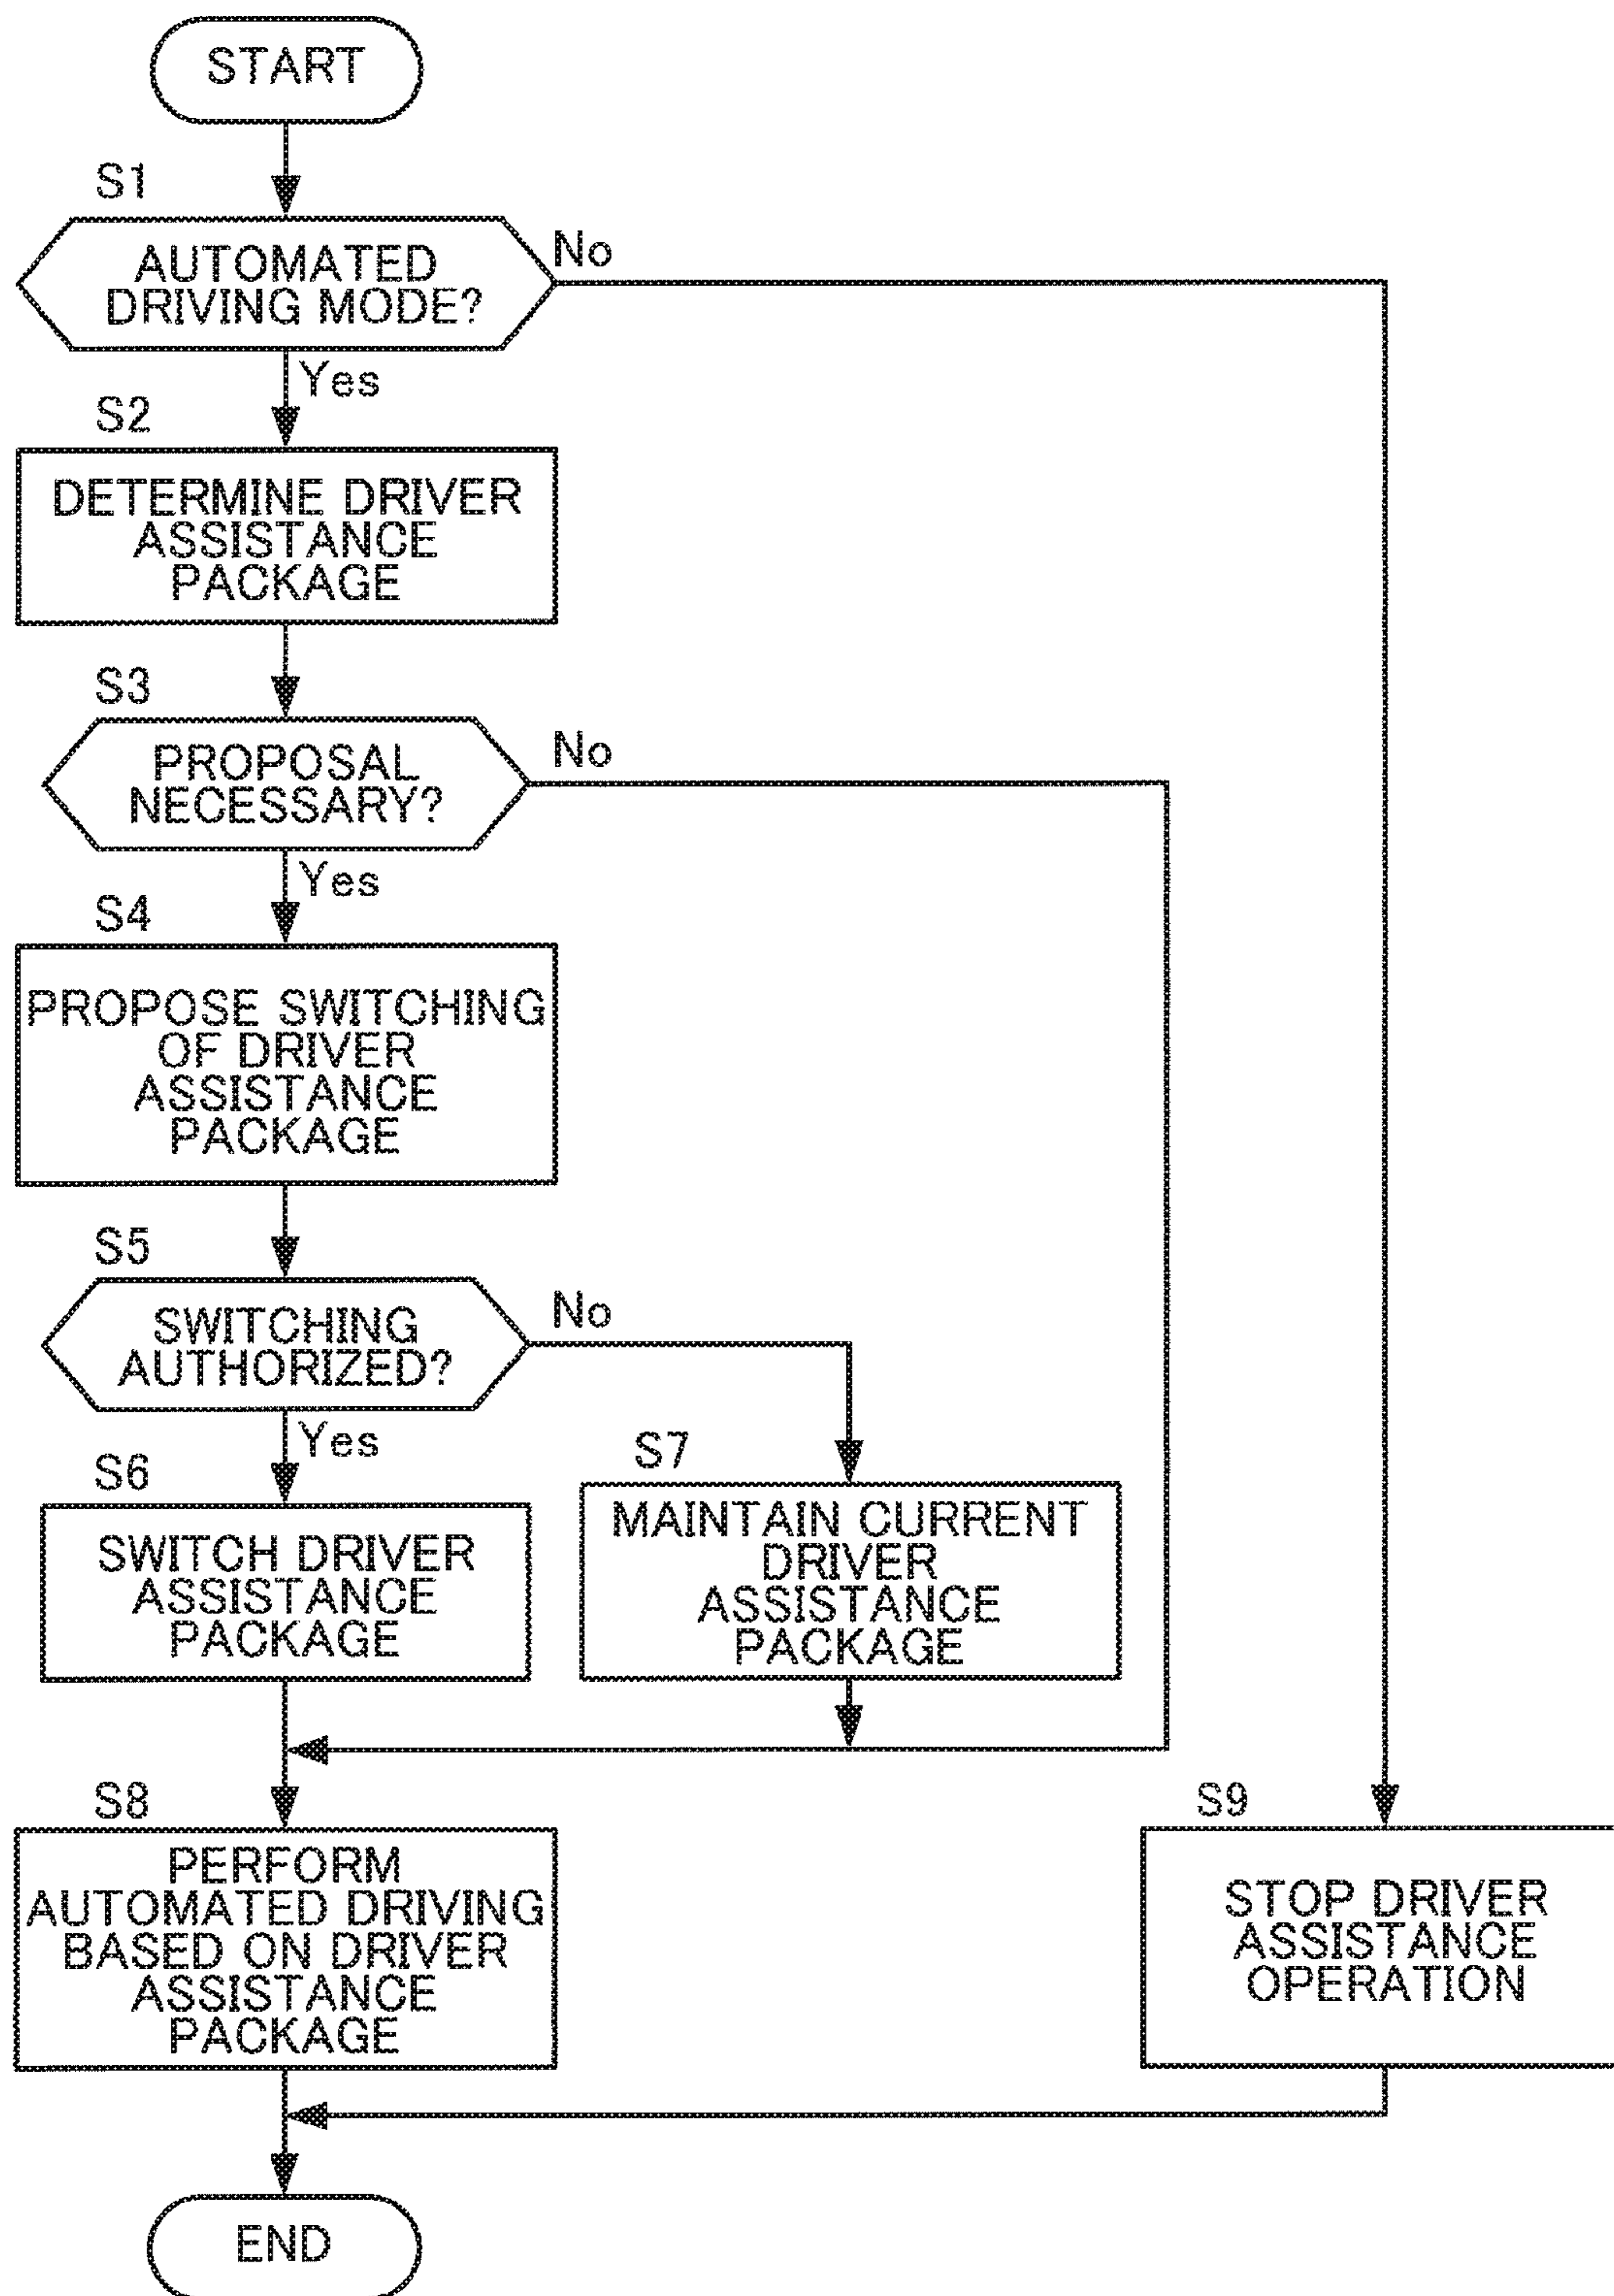 START
S1
AUTOMATED
DRIVING MODE?
No
Yes
S2
DETERMINE DRIVER
ASSISTANCE
PACKAGE
S3
PROPOSAL
NECESSARY?
No
Yes
S4
PROPOSE SWITCHING
OF DRIVER
ASSISTANCE
PACKAGE
S5
SWITCHING
AUTHORIZED?
No
Yes
S6
SWITCH DRIVER
ASSISTANCE
PACKAGE
S7
MAINTAIN CURRENT
DRIVER
ASSISTANCE
PACKAGE
S8
PERFORM
AUTOMATED DRIVING
BASED ON DRIVER
ASSISTANCE
PACKAGE
S9
STOP DRIVER
ASSISTANCE
OPERATION
END